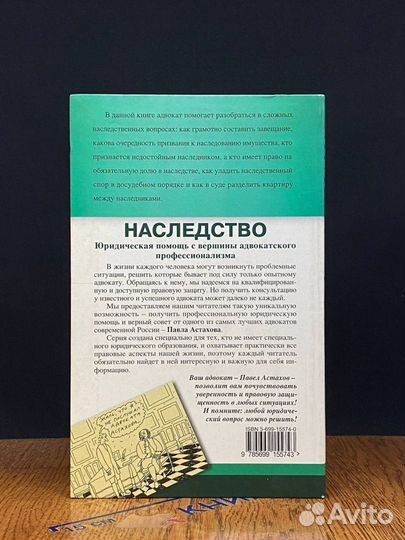 В данной книге адвокат помогает разобраться в сложных
наследственных вопросах: как грамотно составить завещание,
какова очередность призвания к наследованию имущества, кто
признается недостойным наследником, а кто имеет право на
обязательную долю в наследстве, как уладить наследственный
спор в досудебном порядке и как в суде разделить квартиру
между наследниками.
НАСЛЕДСТВО
Юридическая помощь с вершины адвокатского
профессионализма
В жизни каждого человека могут возникнуть проблемные
ситуации, решить которые бывает под силу только опытному
адвокату. Обращаясь к нему, мы надеемся на квалифицированную
и доступную правовую защиту. Но получить консультацию
у известного и успешного адвоката может далеко не каждый.
Мы предоставляем нашим читателям такую уникальную
возможность – получить профессиональную юридическую
помощь и верный совет от одного из самых лучших адвокатов
современной России – Павла Астахова.
Серия создана специально для тех, кто не имеет специального
юридического образования, и охватывает практически все
правовые аспекты нашей жизни, поэтому каждый читатель
обязательно найдет в ней интересную и важную для себя ин-
формацию.
Ваш адвокат – Павел Астахов –
позволит вам почувствовать
уверенность и правовую защи-
щенность в любых ситуациях!
И помните: любой юридичес-
кий вопрос можно решить!
ISBN 5-699-15574-0
9 785699 155743
Avito